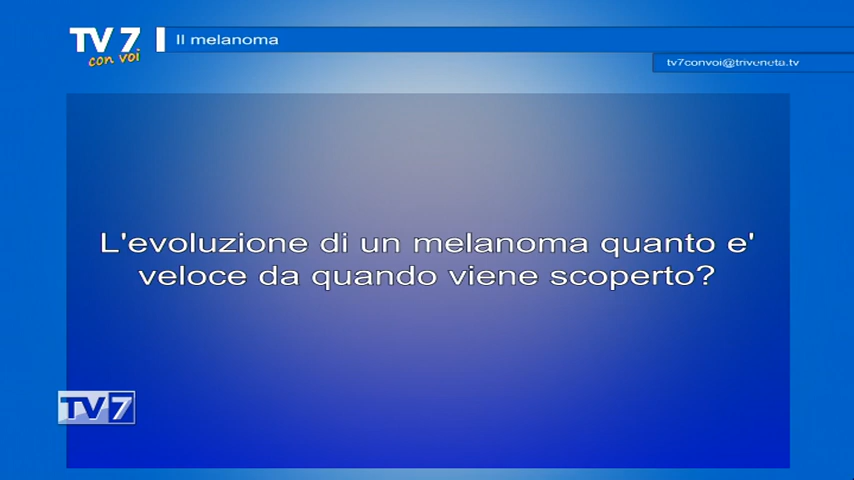 TV 7
con voi
Il melanoma
tv7convoi@triveneta.tv
L'evoluzione di un melanoma quanto e'
veloce da quando viene scoperto?
TV7